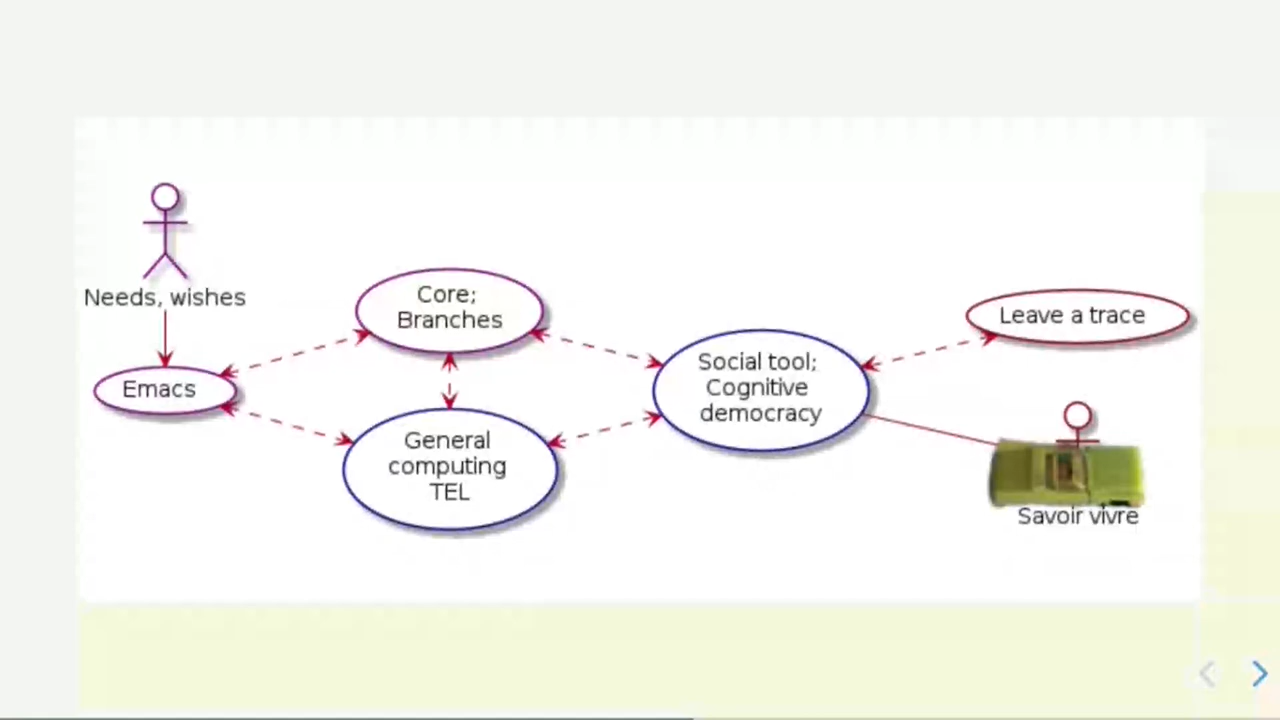 Needs, wishes
Emacs
Core;
Branches
General
computing
TEL
Social tool;
Cognitive
democracy
Leave a trace
Savoir vivre